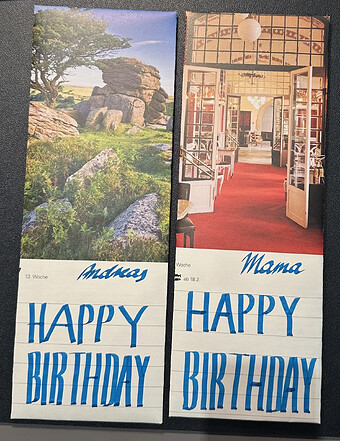 13. Woche
Andreas
HAPPY
BIRTHDAY
Woche
Mama
ab 18.2.
HAPPY
BIRTHDAY